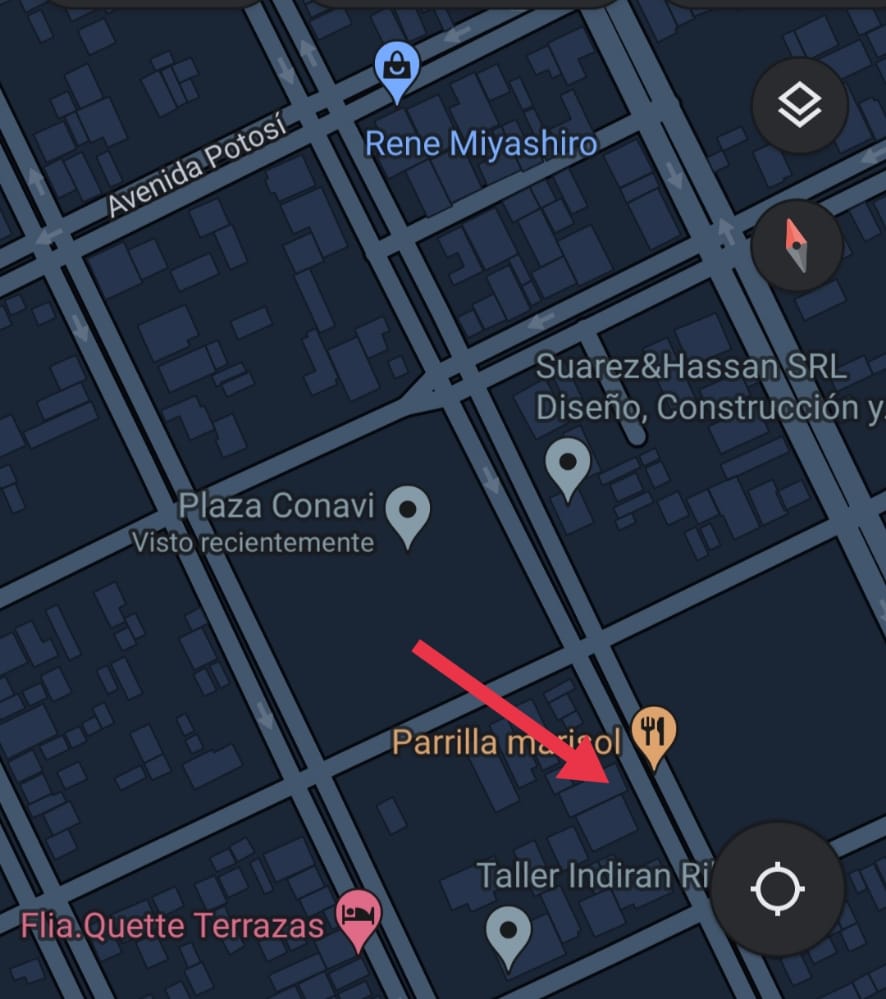 Avenida Potosí
Rene Miyashiro
Suarez&Hassan SRL
Diseño, Construcción y
Plaza Conavi
Visto recientemente
Parrilla marisol
Taller Indiran Ri
Flia.Quette Terrazas